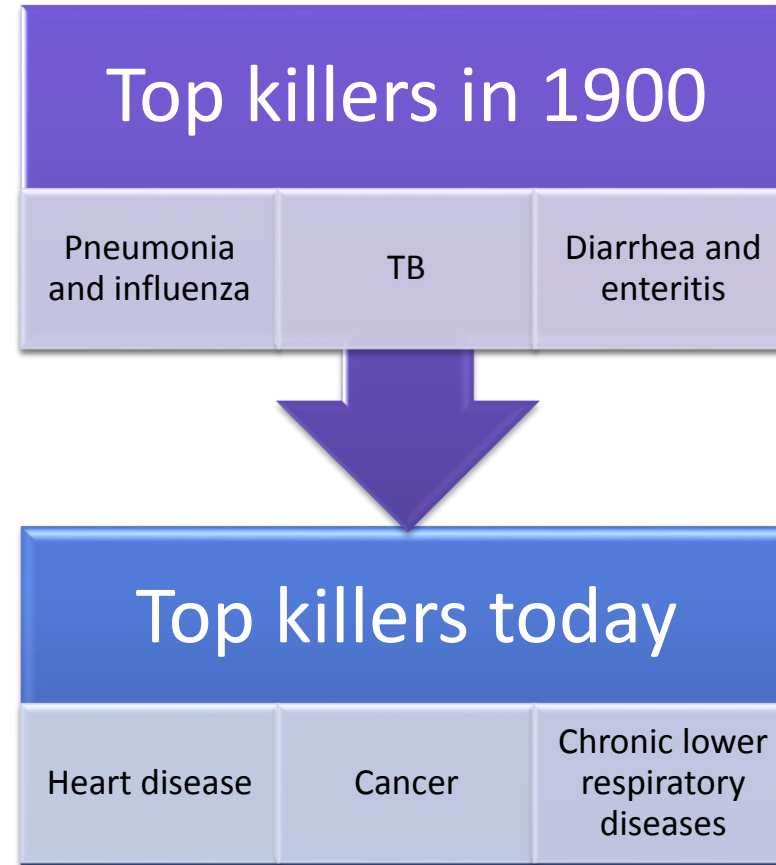 Top killers in 1900
Pneumonia
and influenza
TB
Diarrhea and
enteritis
Top killers today
Heart disease
Cancer
Chronic lower
respiratory
diseases